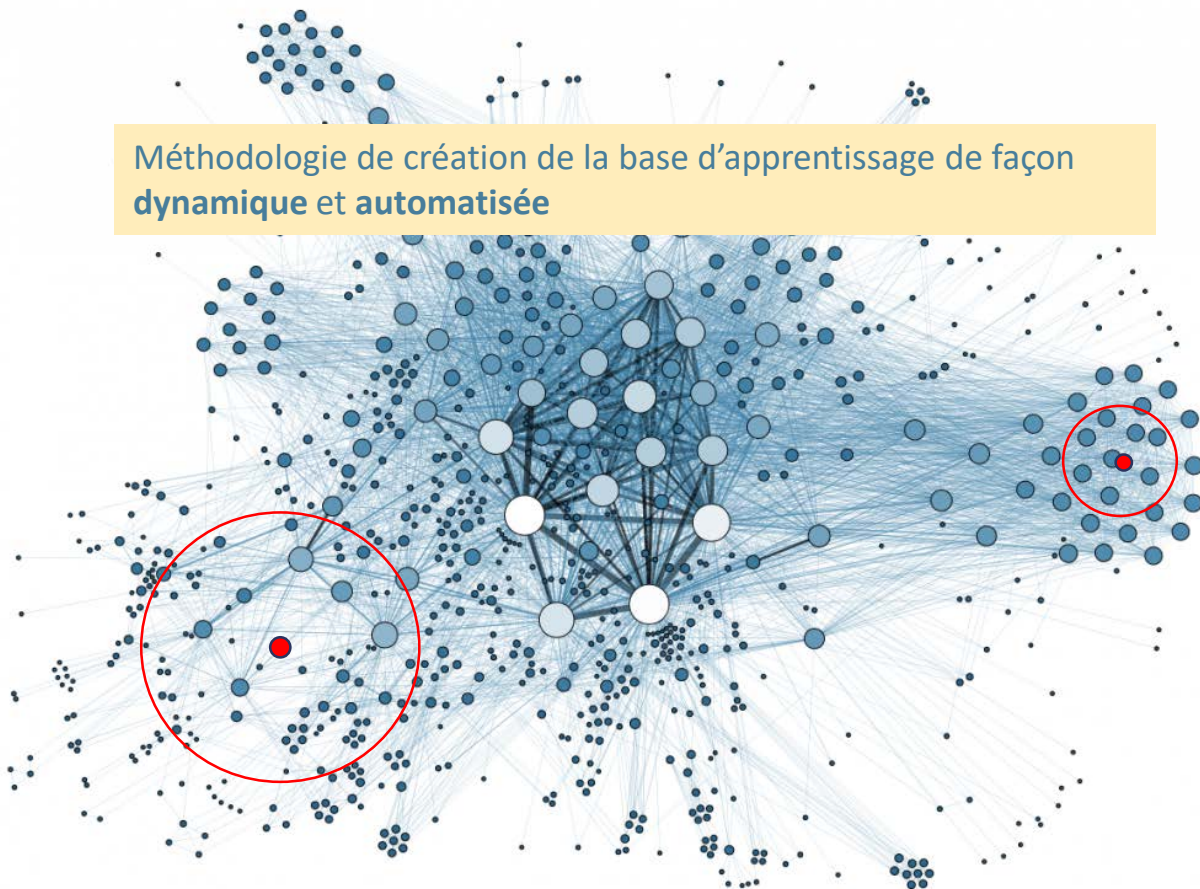 Méthodologie de création de la base d’apprentissage de façon
dynamique et automatisée